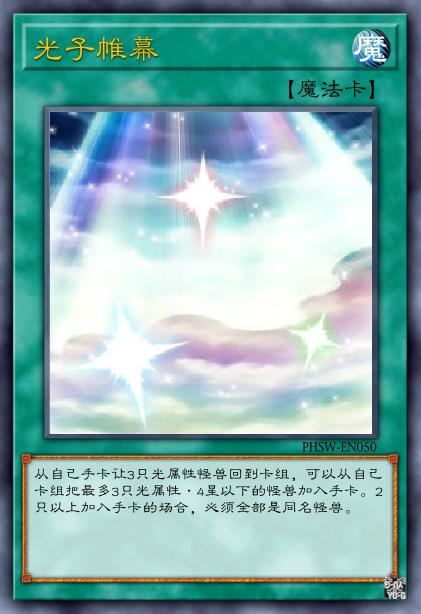 光子帷幕
魔
【魔法卡】
PHSW-EN050
从自己手卡让3只光属性怪兽回到卡组，可以从自己
卡组把最多3只光属性·4星以下的怪兽加入手卡。2
只以上加入手卡的场合，必须全部是同名怪兽。